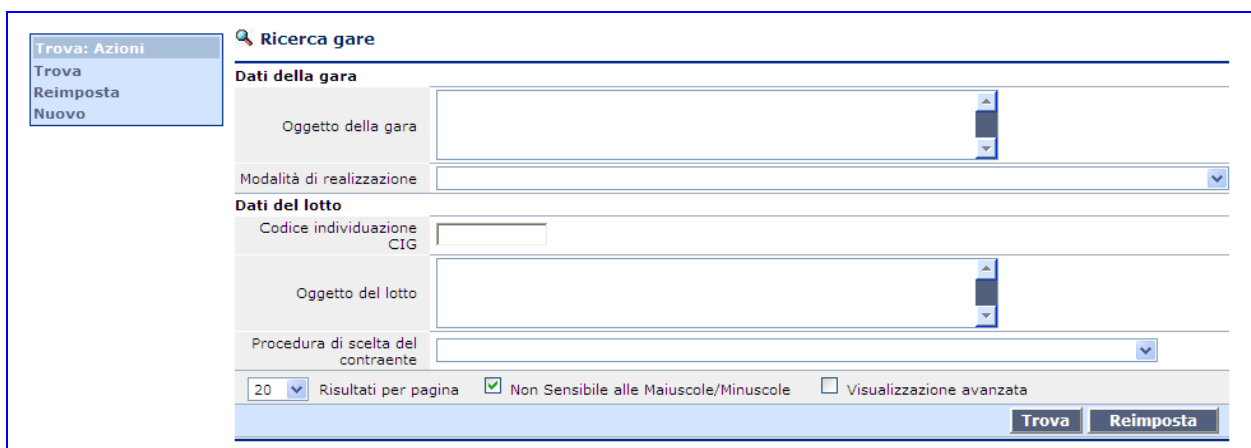 Trova: Azioni
Trova
Reimposta
Nuovo
Ricerca gare
Dati della gara
Oggetto della gara
Modalità di realizzazione
Dati del lotto
Codice individuazione
CIG
Oggetto del lotto
Procedura di scelta del
contraente
20 Risultati per pagina Non Sensibile alle Maiuscole/Minuscole Visualizzazione avanzata
Trova Reimposta